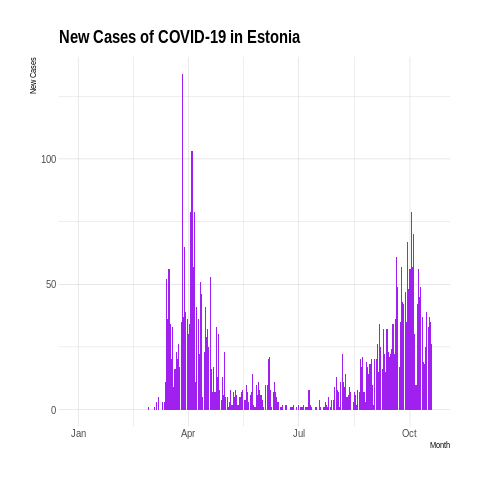 New Cases of COVID-19 in Estonia
New Cases
100
50
0
Jan Apr Jul Oct
Month